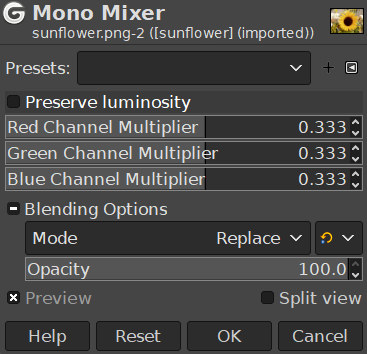 Mono Mixer
sunflower.png-2 ([sunflower] (imported))
Presets:
Preserve luminosity
Red Channel Multiplier 0.333
Green Channel Multiplier 0.333
Blue Channel Multiplier 0.333
Blending Options
Mode Replace
Opacity 100.0
Preview Split view
Help Reset OK Cancel